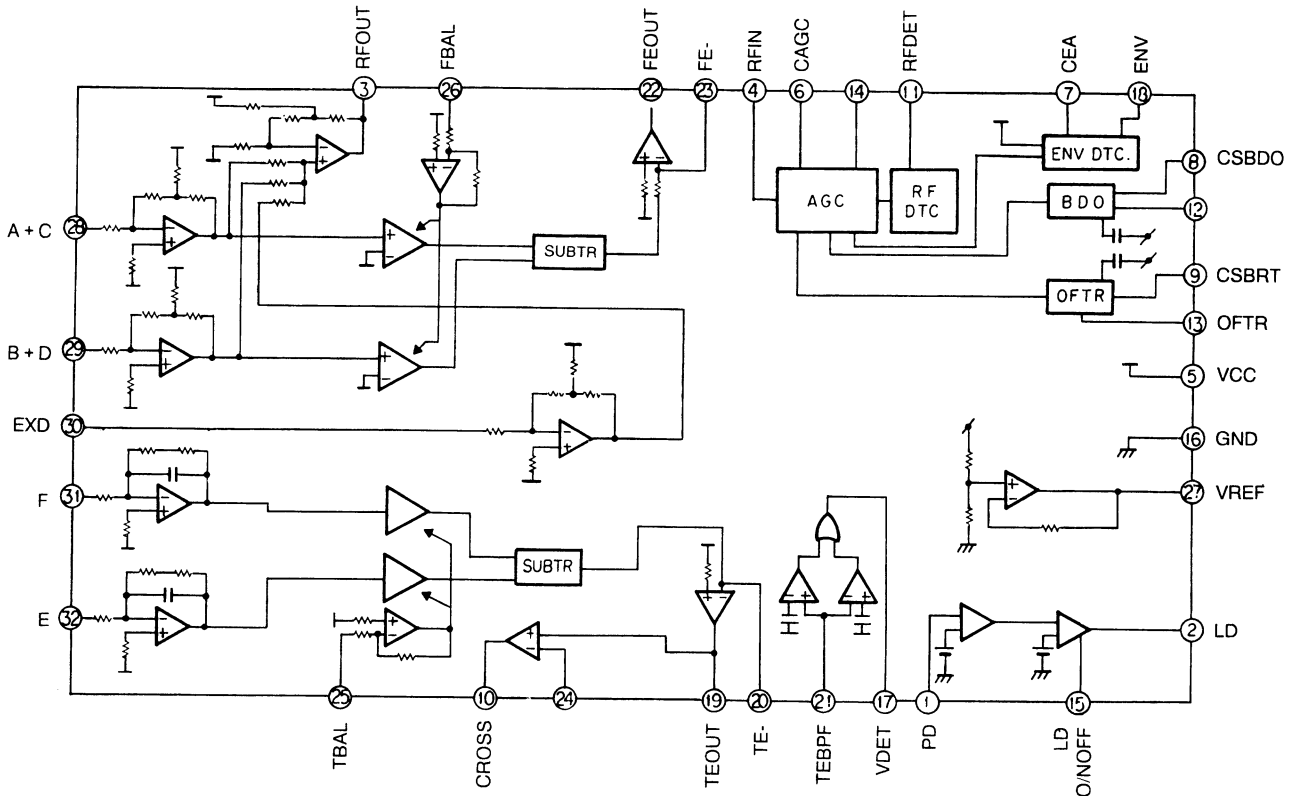 RFOUT
FBAL
FEOUT
FE-
RFIN
CAGC
RFDET
CEA
ENV
3
26
22
23
4
6
14
11
7
18
ENV DTC.
8 CSBDO
AGC
RF
DTC
BDO
12
A + C 28
+
-
SUBTR
9 CSBRT
OFTR
13 OFTR
B + D 29
5 VCC
EXD 30
16 GND
F 31
27 VREF
SUBTR
E 32
2 LD
25
10
24
19
20
21
17
1
15
TBAL
CROSS
TEOUT
TE-
TEBPF
VDET
PD
LD
O/NOFF